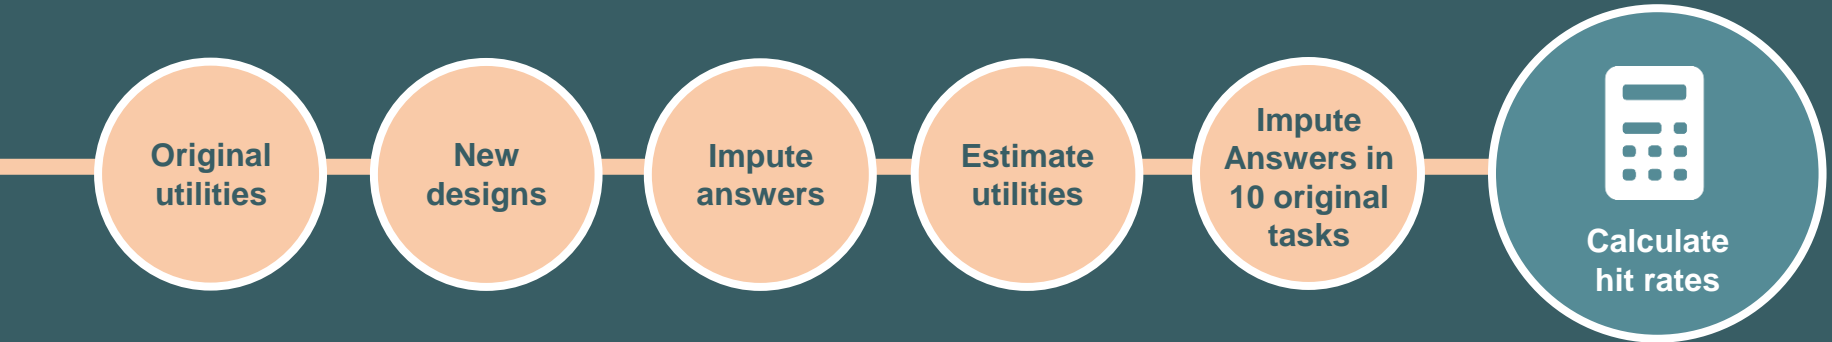 Original
utilities
New
designs
Impute
answers
Estimate
utilities
Impute
Answers in
10 original
tasks
Calculate
hit rates